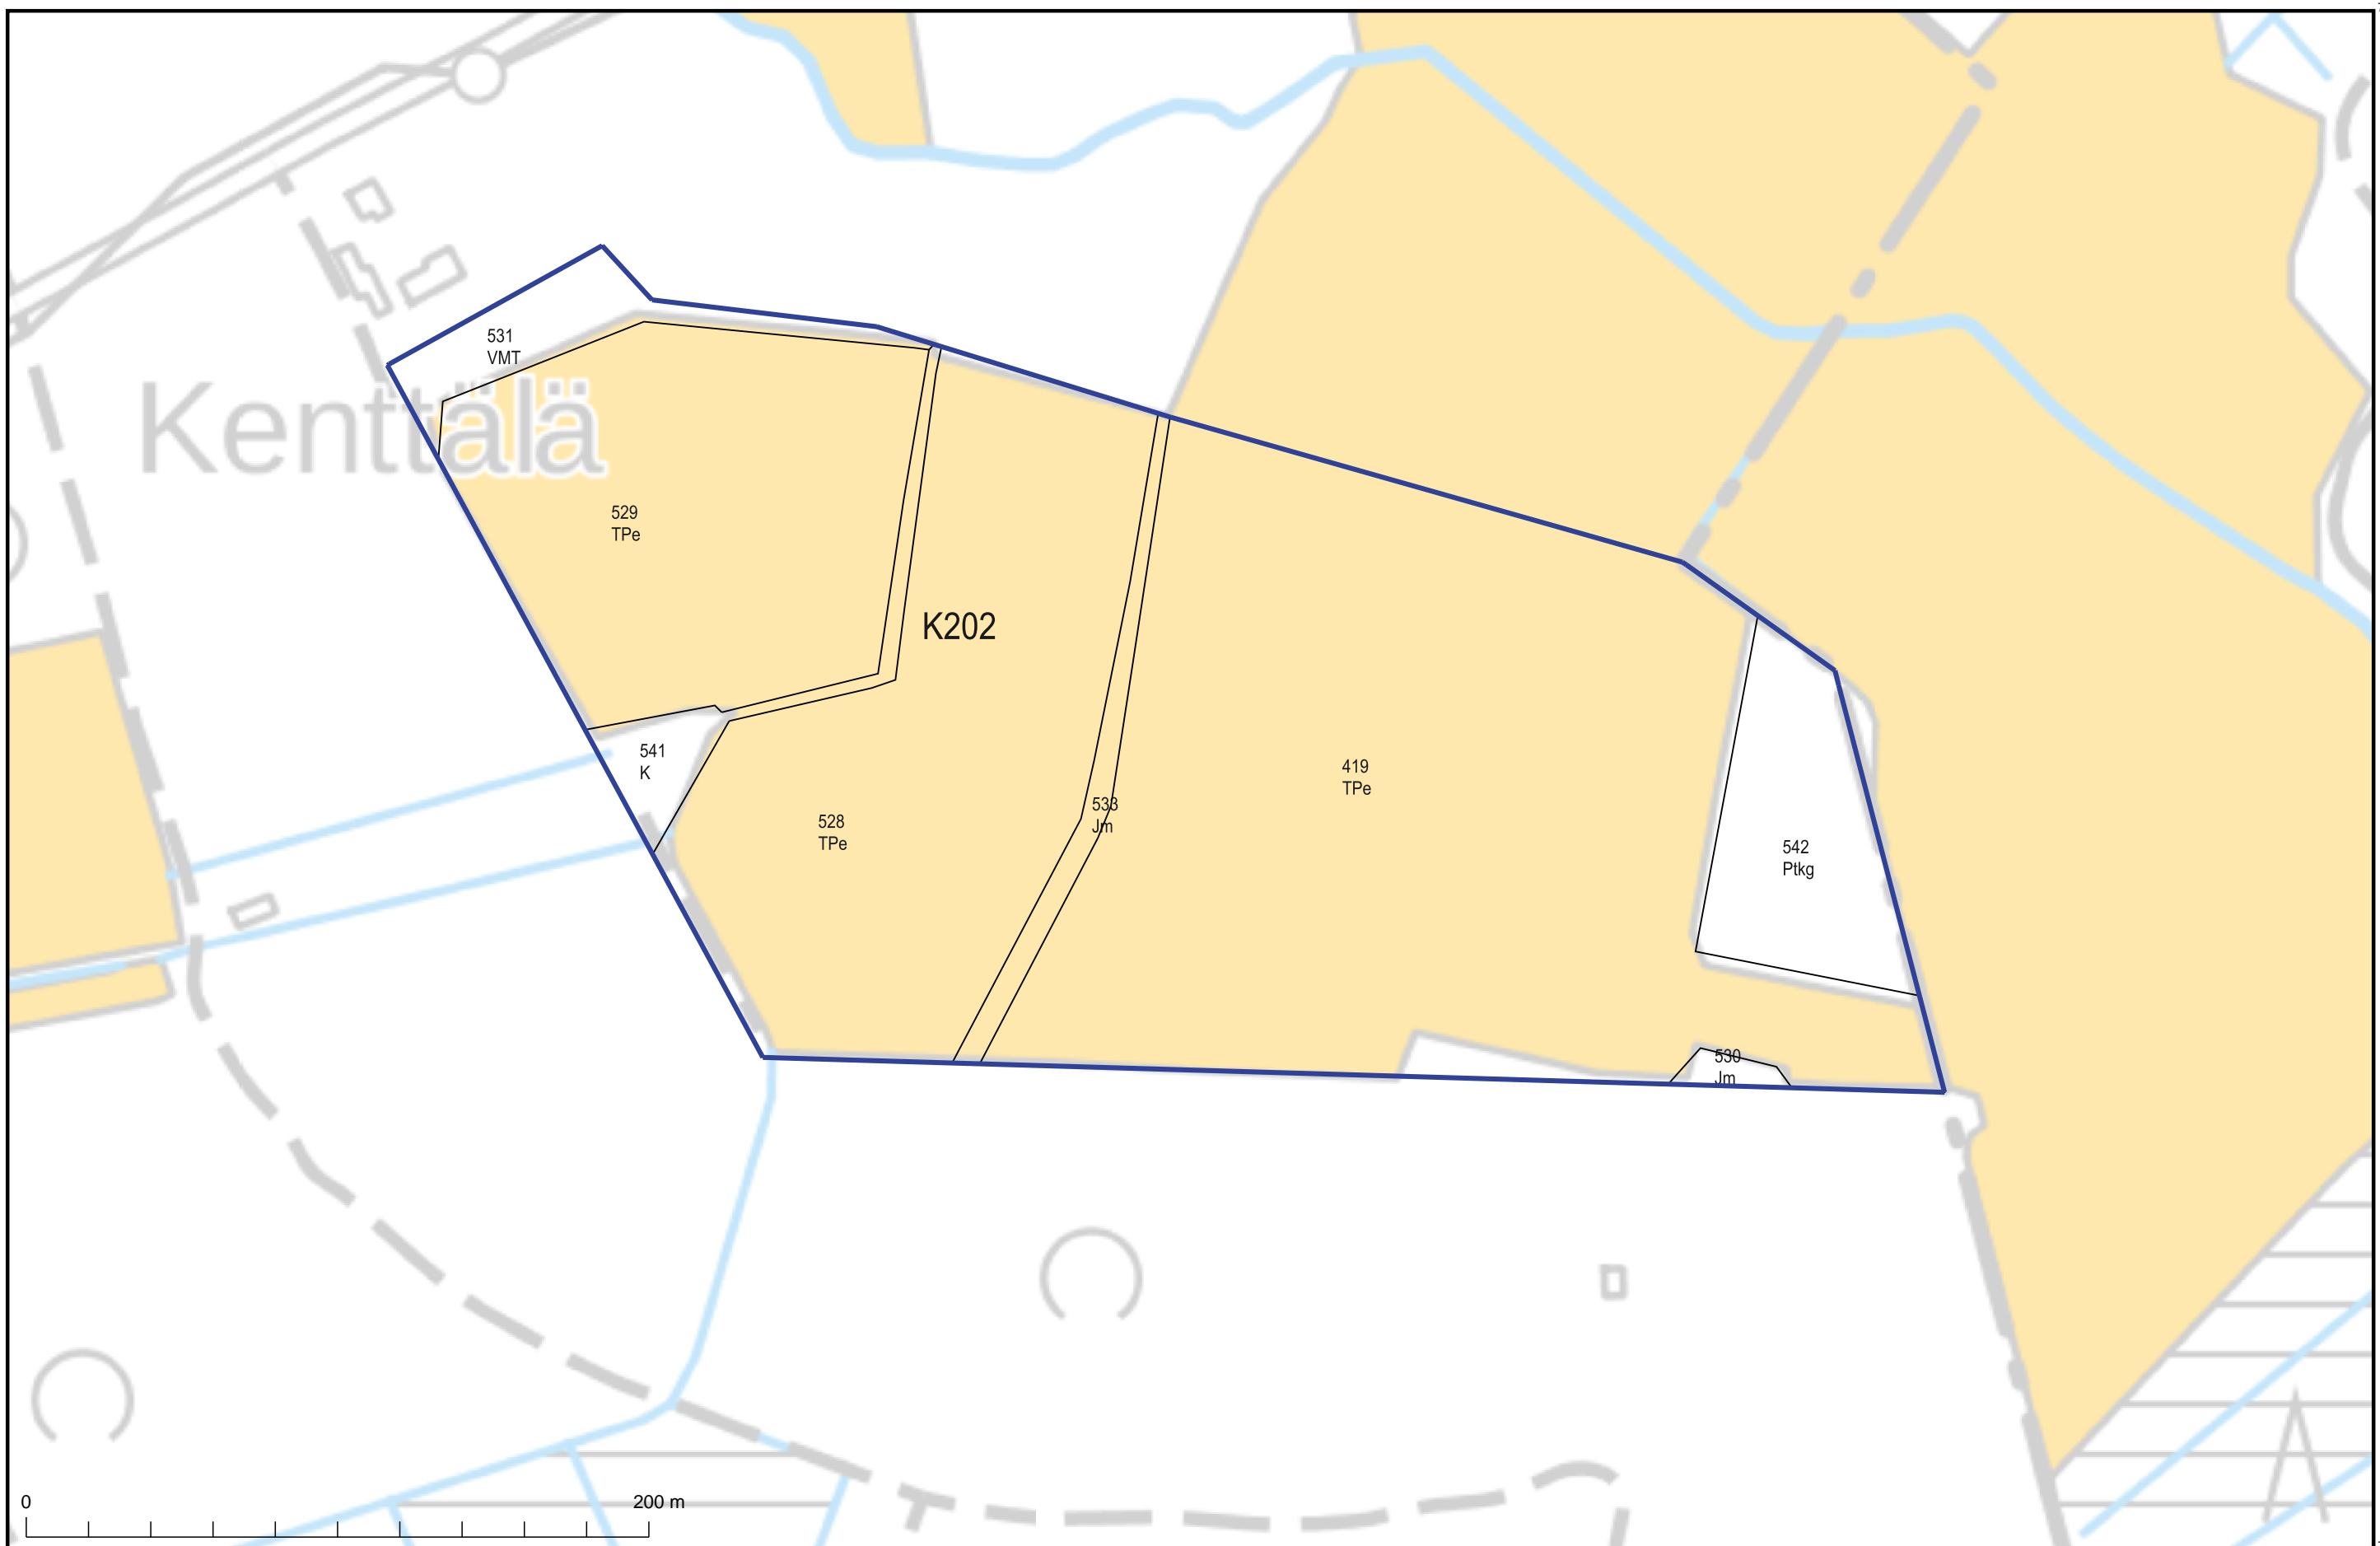 531
VMT
Kenttälä
529
TPe
K202
541
K
419
TPe
533
Jm
528
TPe
542
Ptkg
530
Jm
0
200 m